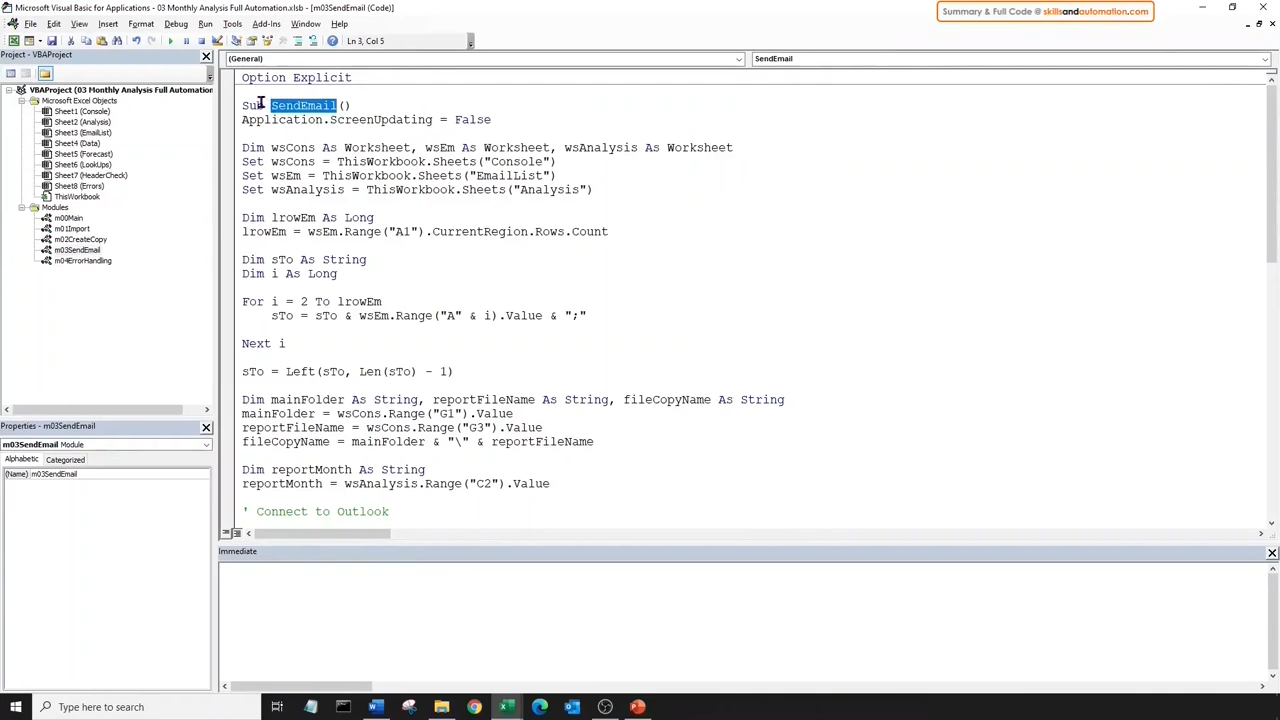 Microsoft Visual Basic for Applications - 03 Monthly Analysis Full Automation.xlsb - [m03SendEmail (Code)]
Summary & Full Code @ skillsandautomation.com
File Edit View Insert Format Debug Run Tools Add-Ins Window Help
Ln 3, Col 5
Project - VBAProject
VBAProject (03 Monthly Analysis Full Automation
Microsoft Excel Objects
Sheet1 (Console)
Sheet2 (Analysis)
Sheet3 (EmailList)
Sheet4 (Data)
Sheet5 (Forecast)
Sheet6 (LookUps)
Sheet7 (HeaderCheck)
Sheet8 (Errors)
ThisWorkbook
Modules
m00Main
m01Import
m02CreateCopy
m03SendEmail
m04ErrorHandling
Properties - m03SendEmail
m03SendEmail Module
Alphabetic Categorized
(Name) m03SendEmail
(General) SendEmail
Option Explicit
Sub SendEmail()
Application.ScreenUpdating = False
Dim wsCons As Worksheet, wsEm As Worksheet, wsAnalysis As Worksheet
Set wsCons = ThisWorkbook.Sheets("Console")
Set wsEm = ThisWorkbook.Sheets("EmailList")
Set wsAnalysis = ThisWorkbook.Sheets("Analysis")
Dim lrowEm As Long
lrowEm = wsEm.Range("A1").CurrentRegion.Rows.Count
Dim sTo As String
Dim i As Long
For i = 2 To lrowEm
sTo = sTo & wsEm.Range("A" & i).Value & ";"
Next i
sTo = Left(sTo, Len(sTo) - 1)
Dim mainFolder As String, reportFileName As String, fileCopyName As String
mainFolder = wsCons.Range("G1").Value
reportFileName = wsCons.Range("G3").Value
fileCopyName = mainFolder & "\" & reportFileName
Dim reportMonth As String
reportMonth = wsAnalysis.Range("C2").Value
' Connect to Outlook
Immediate
Type here to search